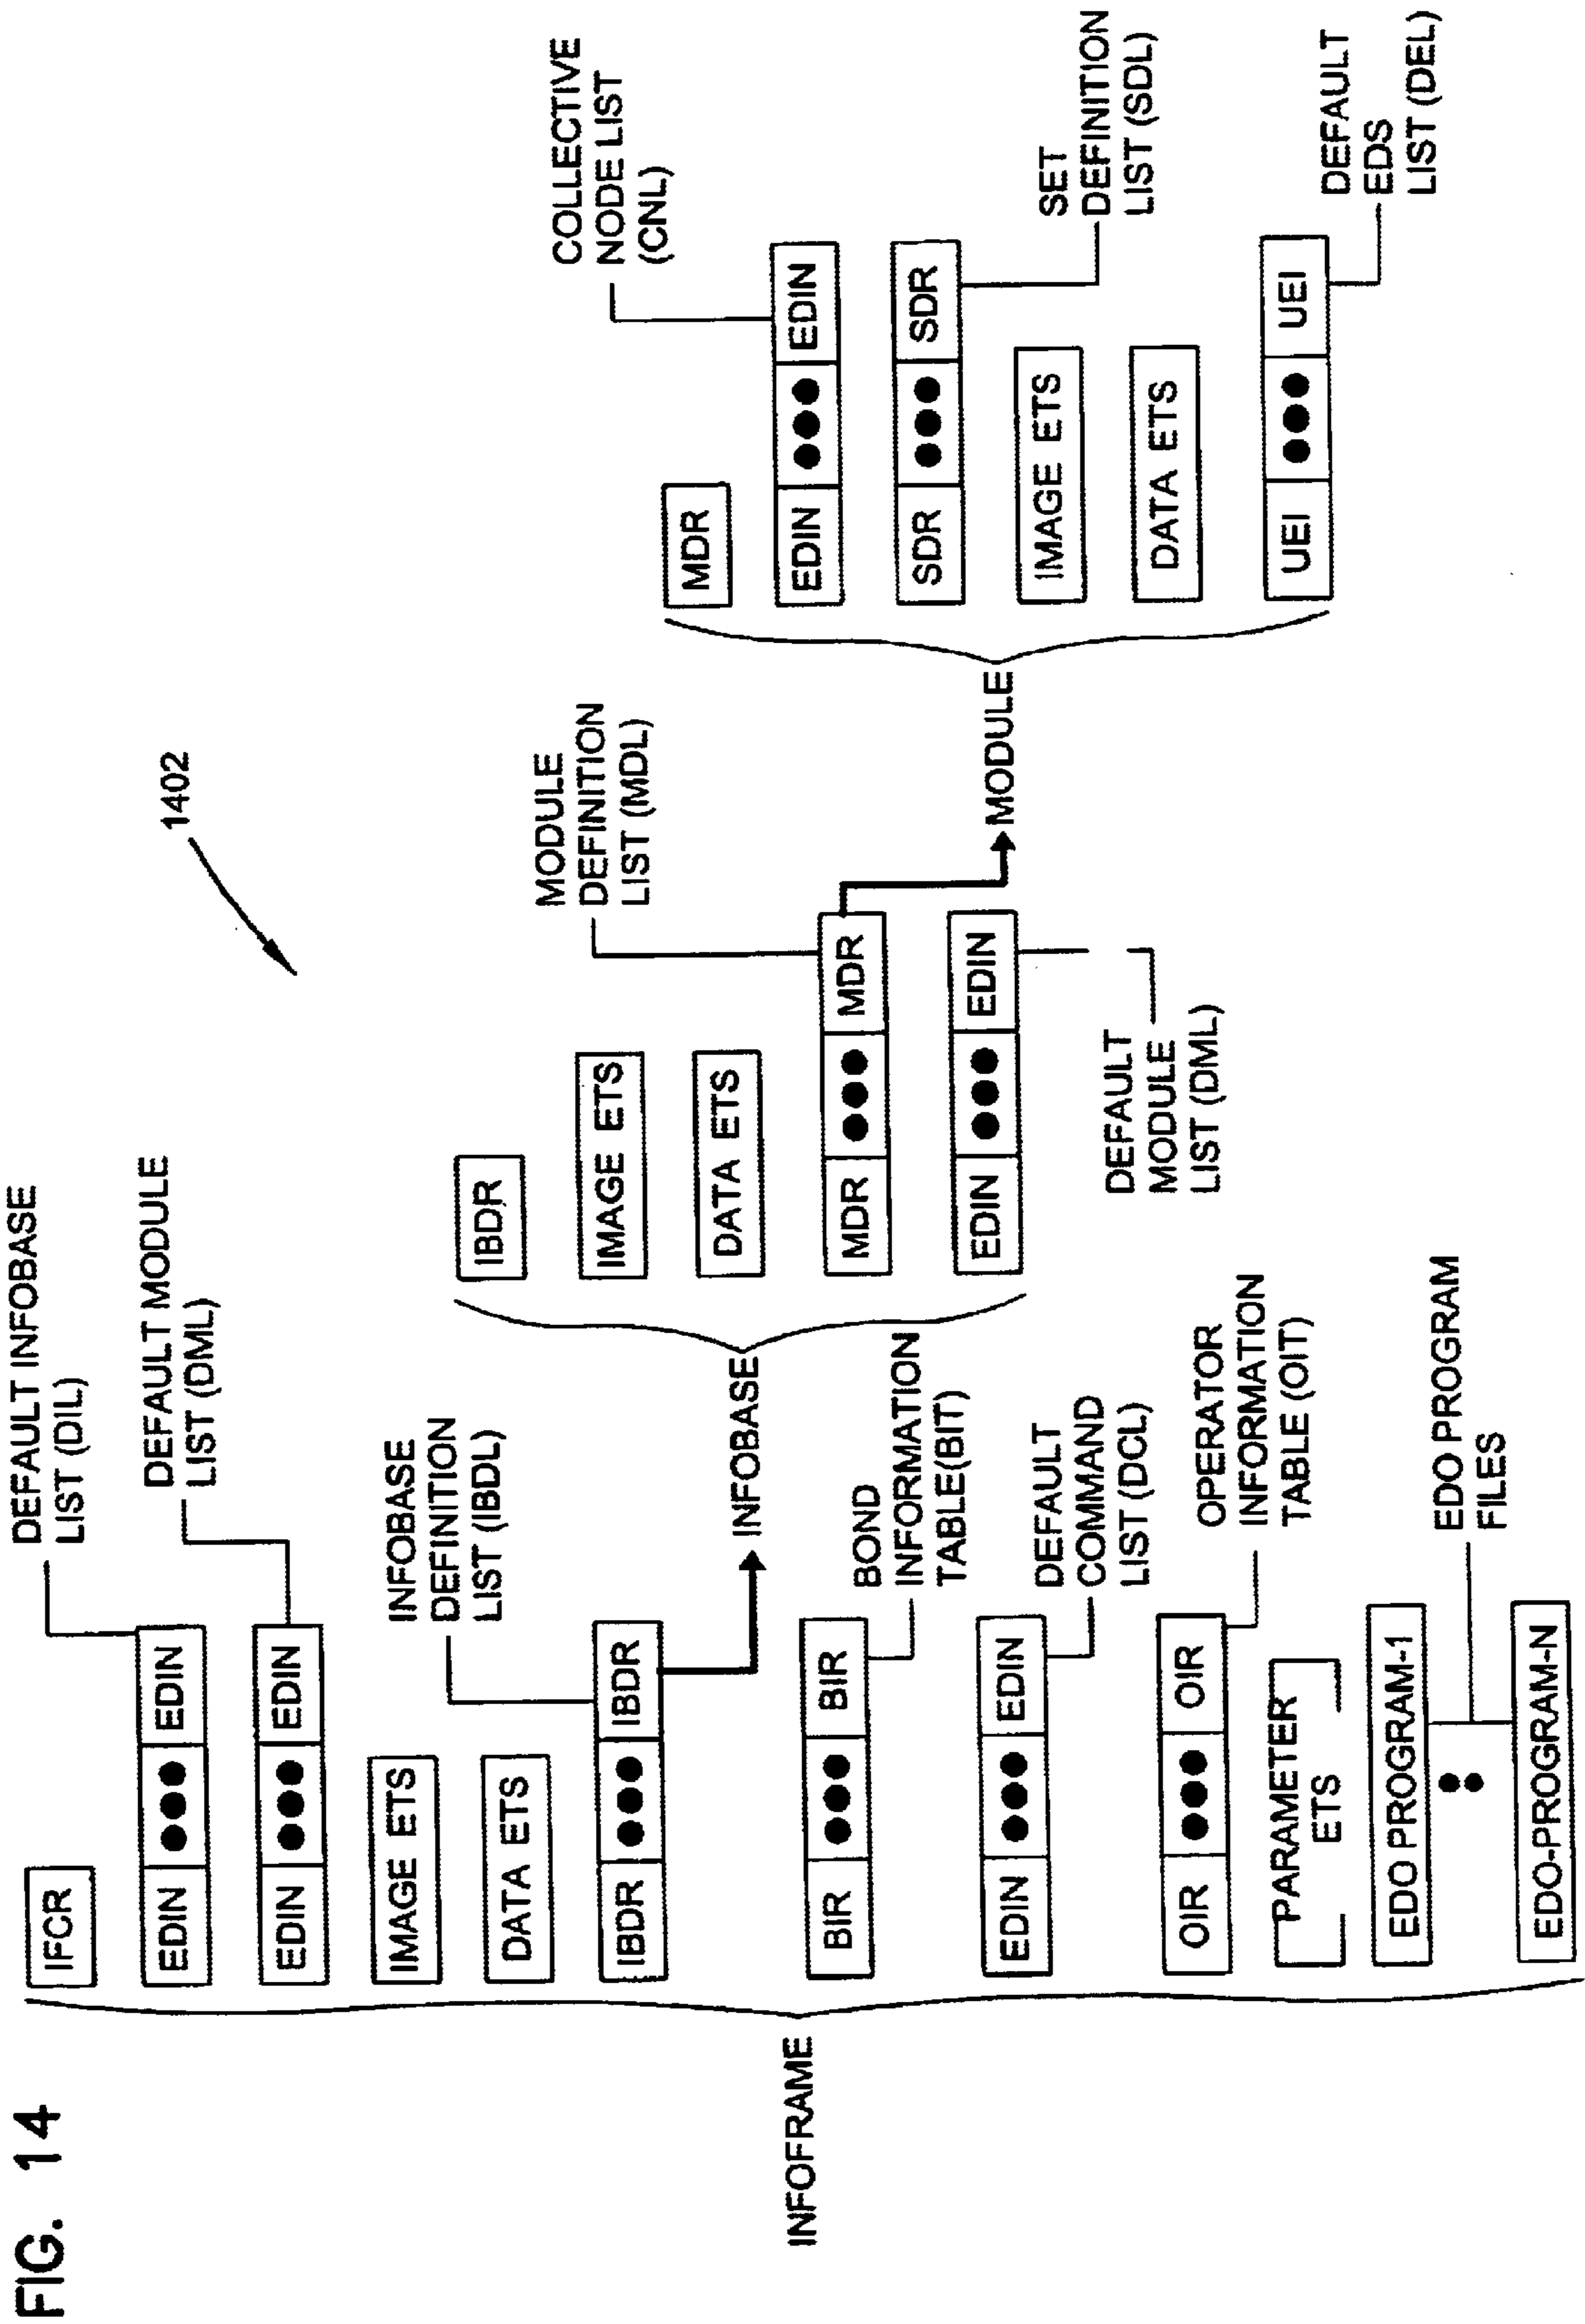 FIG. 14
1402
INFOFRAME
IFCR
EDIN
EDIN
DEFAULT INFOBASE
LIST (DIL)
EDIN
EDIN
DEFAULT MODULE
LIST (DML)
IMAGE ETS
DATA ETS
IBDR
IBDR
INFOBASE
DEFINITION
LIST (IBDL)
BIR
BIR
BOND
INFORMATION
TABLE(BIT)
EDIN
EDIN
DEFAULT
COMMAND
LIST (DCL)
OIR
OIR
OPERATOR
INFORMATION
TABLE (OIT)
PARAMETER
ETS
EDO PROGRAM-1
EDO-PROGRAM-N
EDO PROGRAM
FILES
INFOBASE
IBDR
IMAGE ETS
DATA ETS
MDR
MDR
MODULE
DEFINITION
LIST (MDL)
EDIN
EDIN
DEFAULT
MODULE
LIST (DML)
MODULE
MDR
EDIN
EDIN
COLLECTIVE
NODE LIST
(CNL)
SDR
SDR
SET
DEFINITION
LIST (SDL)
IMAGE ETS
DATA ETS
UEI
UEI
DEFAULT
EDS
LIST (DEL)